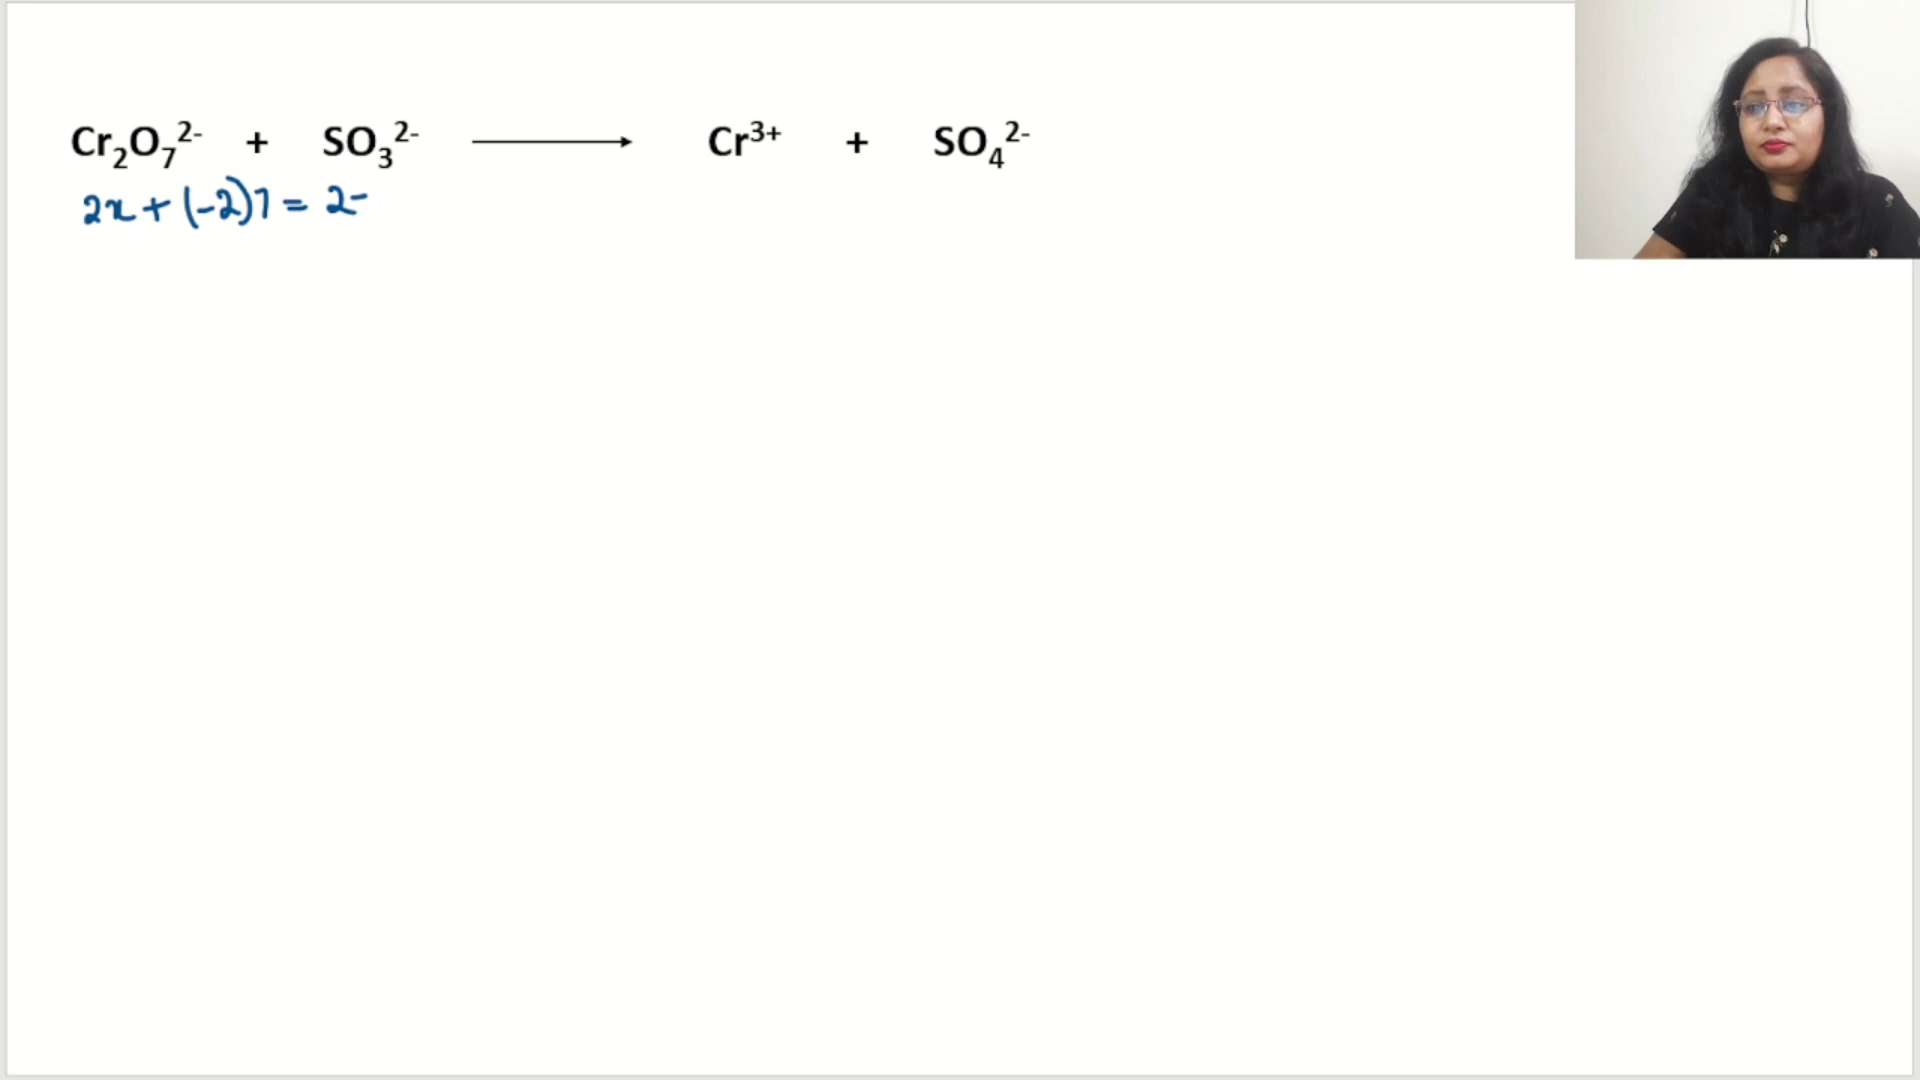 Cr₂O₇²⁻ + SO₃²⁻ ⟶ Cr³⁺ + SO₄²⁻
2x + (-2)7 = 2-